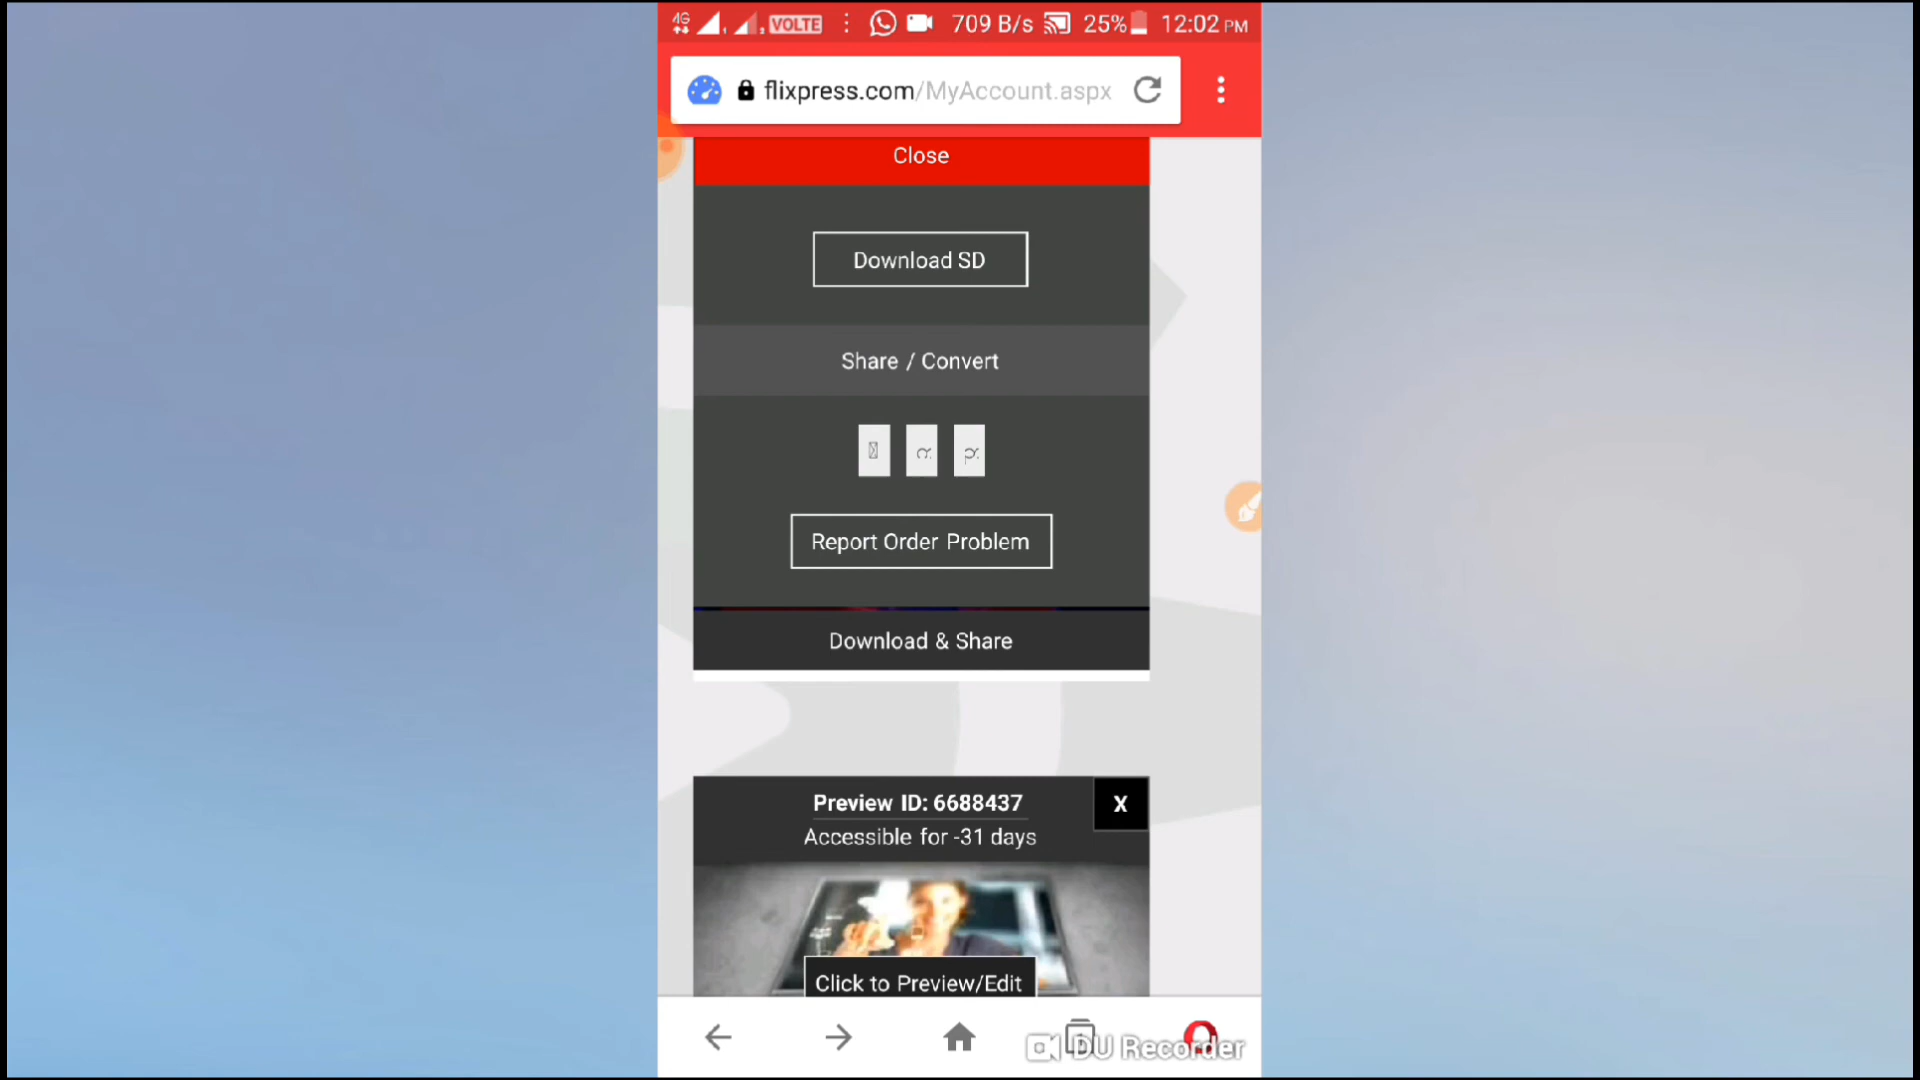 4G VOLTE 709 B/s 25% 12:02 PM
flixpress.com/MyAccount.aspx
Close
Download SD
Share / Convert
Report Order Problem
Download & Share
Preview ID: 6688437
X
Accessible for -31 days
Click to Preview/Edit
DU Recorder